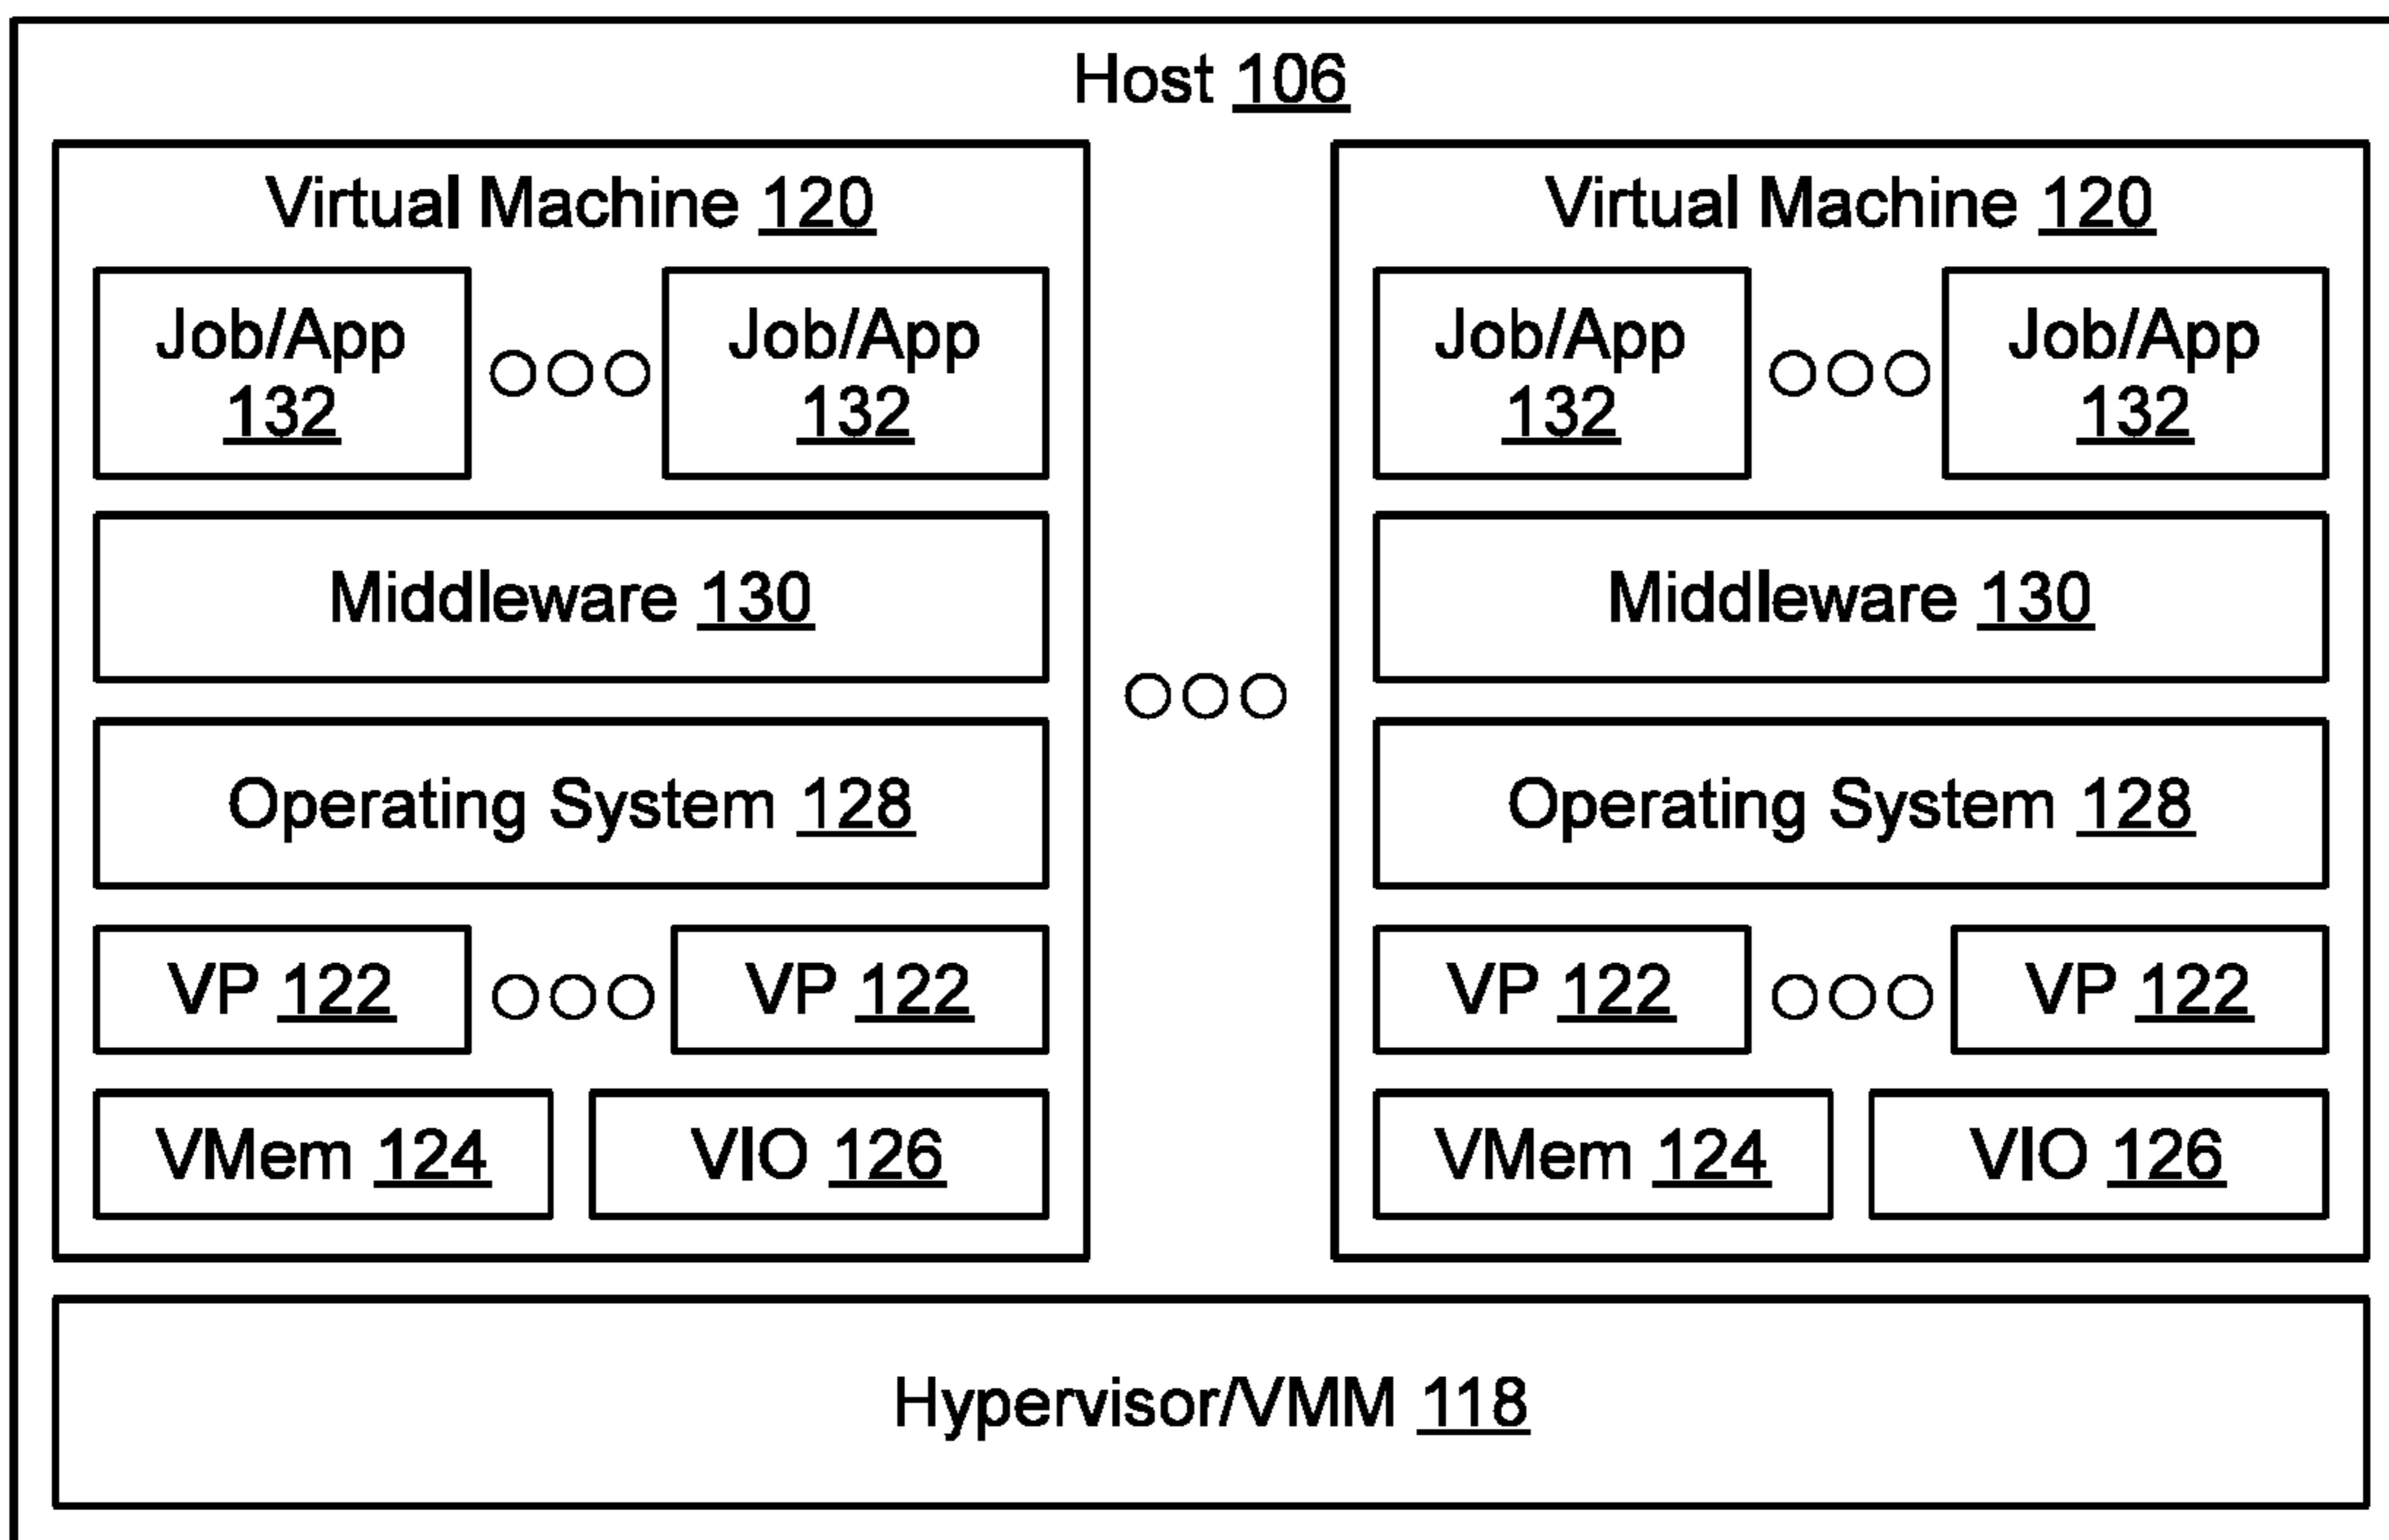 Host 106
Virtual Machine 120
Job/App
132
Job/App
132
Middleware 130
Operating System 128
VP 122
VP 122
VMem 124
VIO 126
Virtual Machine 120
Job/App
132
Job/App
132
Middleware 130
Operating System 128
VP 122
VP 122
VMem 124
VIO 126
Hypervisor/VMM 118